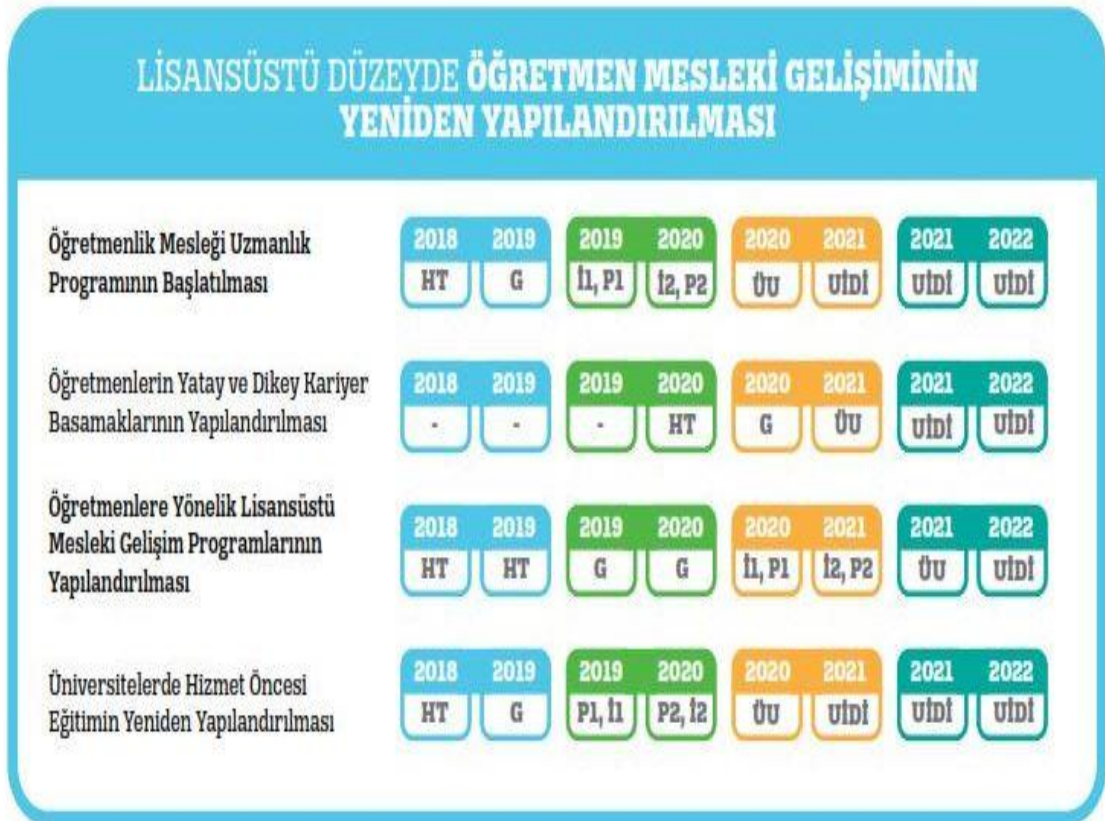 LİSANSÜSTÜ DÜZEYDE ÖĞRETMEN MESLEKİ GELİŞİMİNİN
YENİDEN YAPILANDIRILMASI
Öğretmenlik Mesleği Uzmanlık
Programının Başlatılması
2018 2019 2019 2020 2020 2021 2021 2022
HT G İ1, P1 İ2, P2 ÜU UİDİ UİDİ UİDİ
Öğretmenlerin Yatay ve Dikey Kariyer
Basamaklarının Yapılandırılması
2018 2019 2019 2020 2020 2021 2021 2022
- - - HT G ÜU UİDİ UİDİ
Öğretmenlere Yönelik Lisansüstü
Mesleki Gelişim Programlarının
Yapılandırılması
2018 2019 2019 2020 2020 2021 2021 2022
HT HT G G İ1, P1 İ2, P2 ÜU UİDİ
Üniversitelerde Hizmet Öncesi
Eğitimin Yeniden Yapılandırılması
2018 2019 2019 2020 2020 2021 2021 2022
HT G P1, İ1 P2, İ2 ÜU UİDİ UİDİ UİDİ